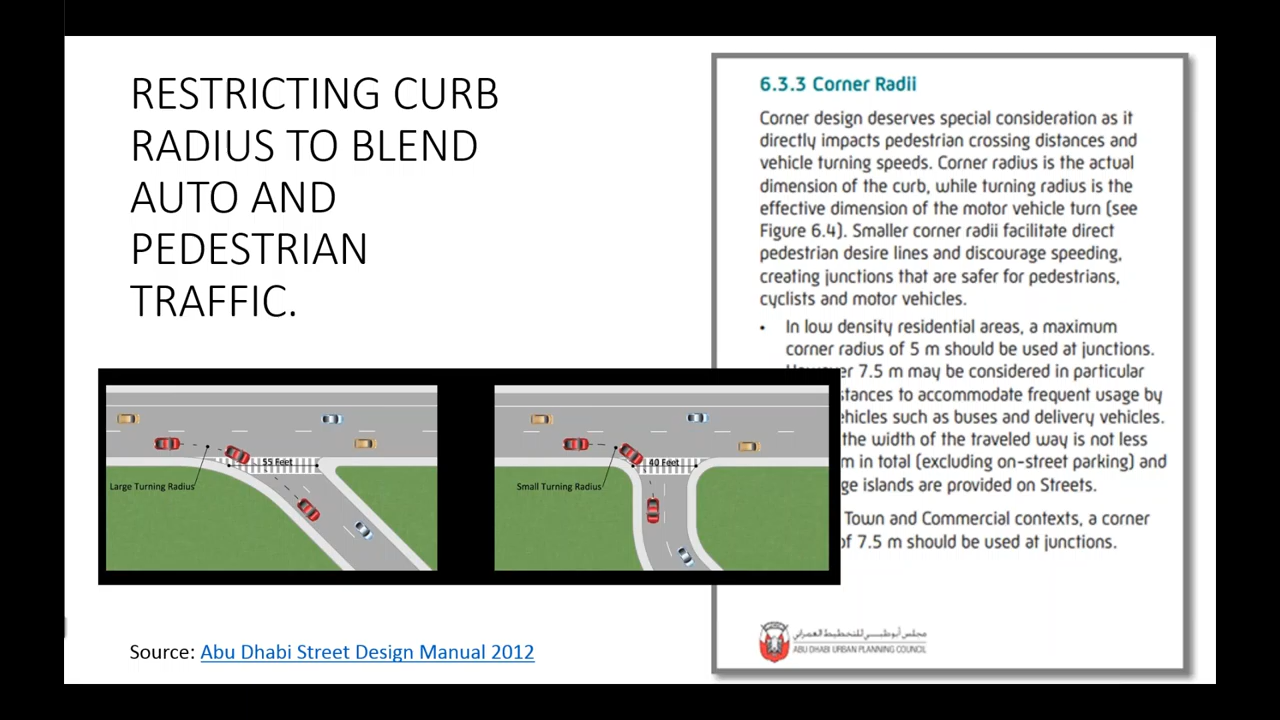 RESTRICTING CURB
RADIUS TO BLEND
AUTO AND
PEDESTRIAN
TRAFFIC.
55 Feet
Large Turning Radius
40 Feet
Small Turning Radius
Source: Abu Dhabi Street Design Manual 2012
6.3.3 Corner Radii
Corner design deserves special consideration as it
directly impacts pedestrian crossing distances and
vehicle turning speeds. Corner radius is the actual
dimension of the curb, while turning radius is the
effective dimension of the motor vehicle turn (see
Figure 6.4). Smaller corner radii facilitate direct
pedestrian desire lines and discourage speeding,
creating junctions that are safer for pedestrians,
cyclists and motor vehicles.
• In low density residential areas, a maximum
corner radius of 5 m should be used at junctions.
7.5 m may be considered in particular
to accommodate frequent usage by
such as buses and delivery vehicles.
the width of the traveled way is not less
m in total (excluding on-street parking) and
islands are provided on Streets.
Town and Commercial contexts, a corner
of 7.5 m should be used at junctions.
مجلس أبوظبي للتخطيط العمراني
ABU DHABI URBAN PLANNING COUNCIL